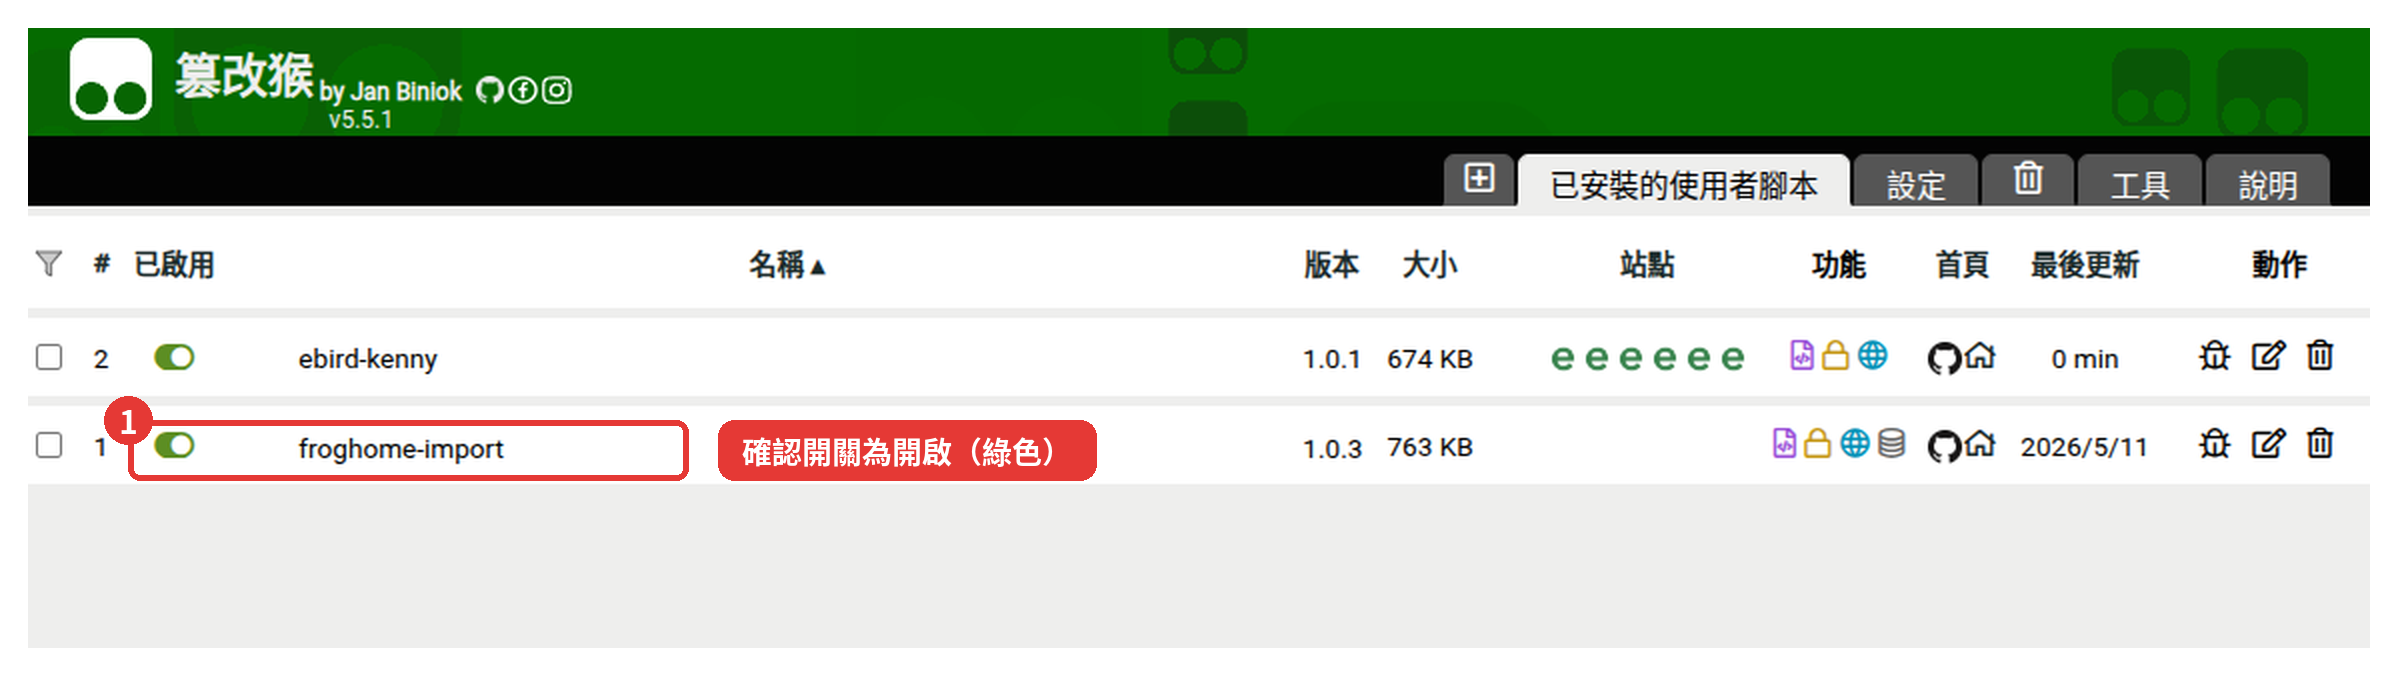 篡改猴 by Jan Biniok
v5.5.1
已安裝的使用者腳本 設定 工具 說明
# 已啟用 名稱▲ 版本 大小 站點 功能 首頁 最後更新 動作
2 ebird-kenny 1.0.1 674 KB e e e e e e 0 min
1
1 froghome-import 確認開關為開啟（綠色） 1.0.3 763 KB 2026/5/11